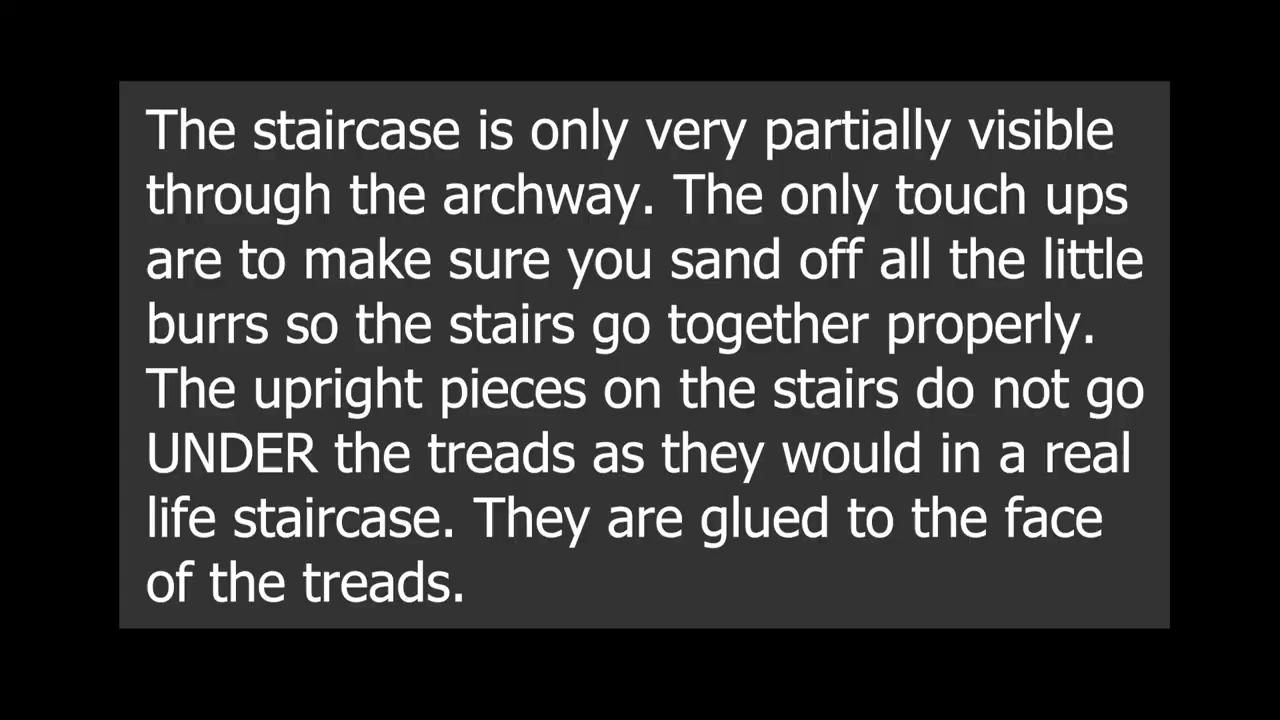 The staircase is only very partially visible
through the archway. The only touch ups
are to make sure you sand off all the little
burrs so the stairs go together properly.
The upright pieces on the stairs do not go
UNDER the treads as they would in a real
life staircase. They are glued to the face
of the treads.